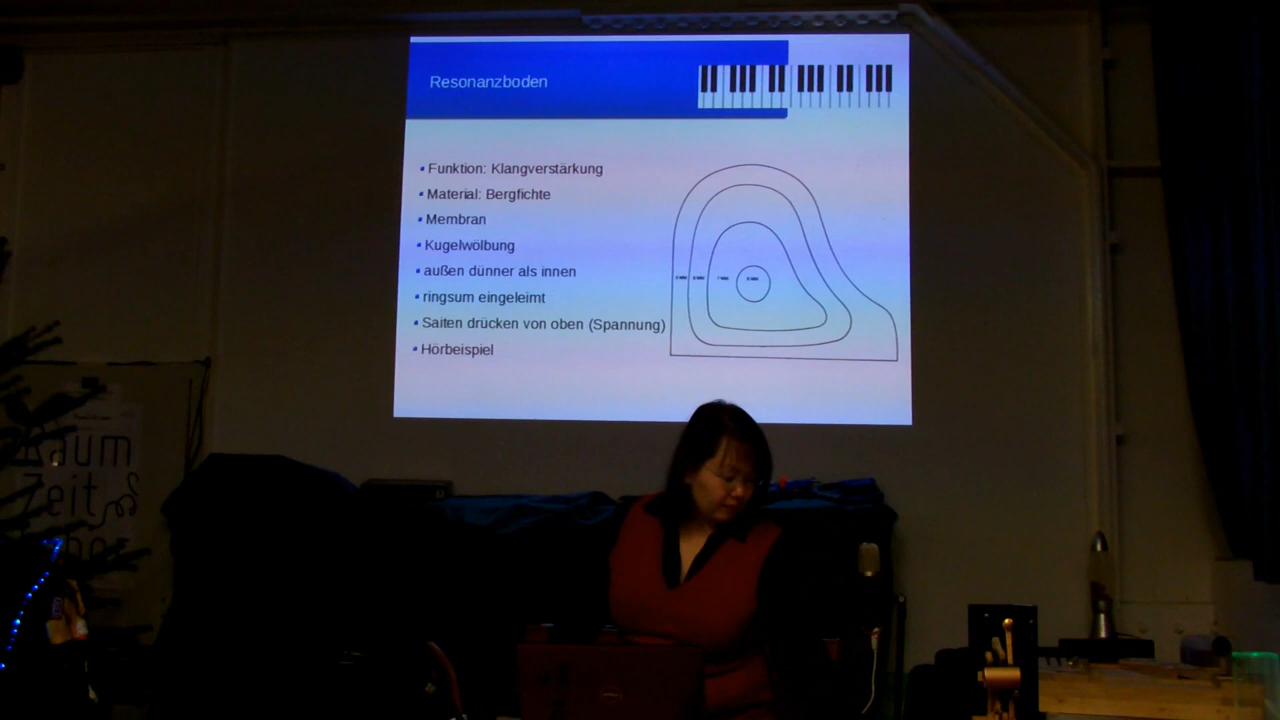 Resonanzboden
Funktion: Klangverstärkung
Material: Bergfichte
Membran
Kugelwölbung
außen dünner als innen
ringsum eingeleimt
Saiten drücken von oben (Spannung)
Hörbeispiel
Raum
Zeit